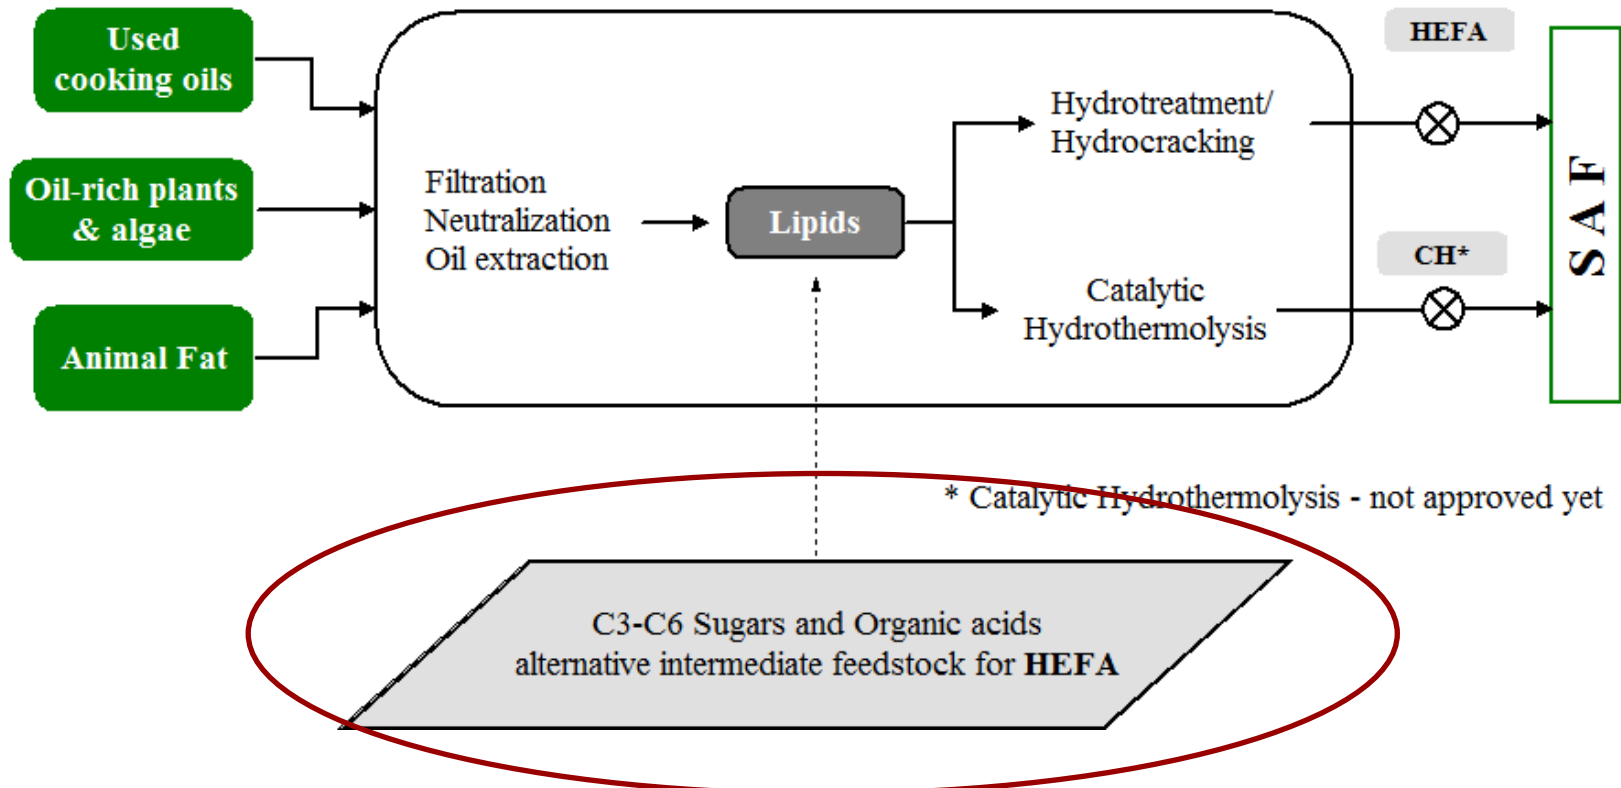 Used
cooking oils
Oil-rich plants
& algae
Animal Fat
Filtration
Neutralization
Oil extraction
Lipids
Hydrotreatment/
Hydrocracking
Catalytic
Hydrothermolysis
HEFA
CH*
SAF
* Catalytic Hydrothermolysis - not approved yet
C3-C6 Sugars and Organic acids
alternative intermediate feedstock for HEFA